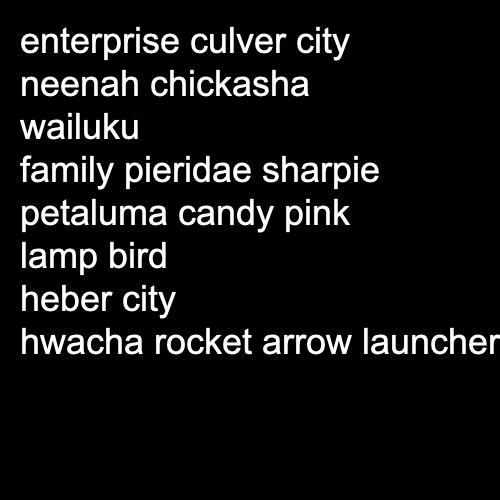 enterprise culver city
neenah chickasha
wailuku
family pieridae sharpie
petaluma candy pink
lamp bird
heber city
hwacha rocket arrow launcher